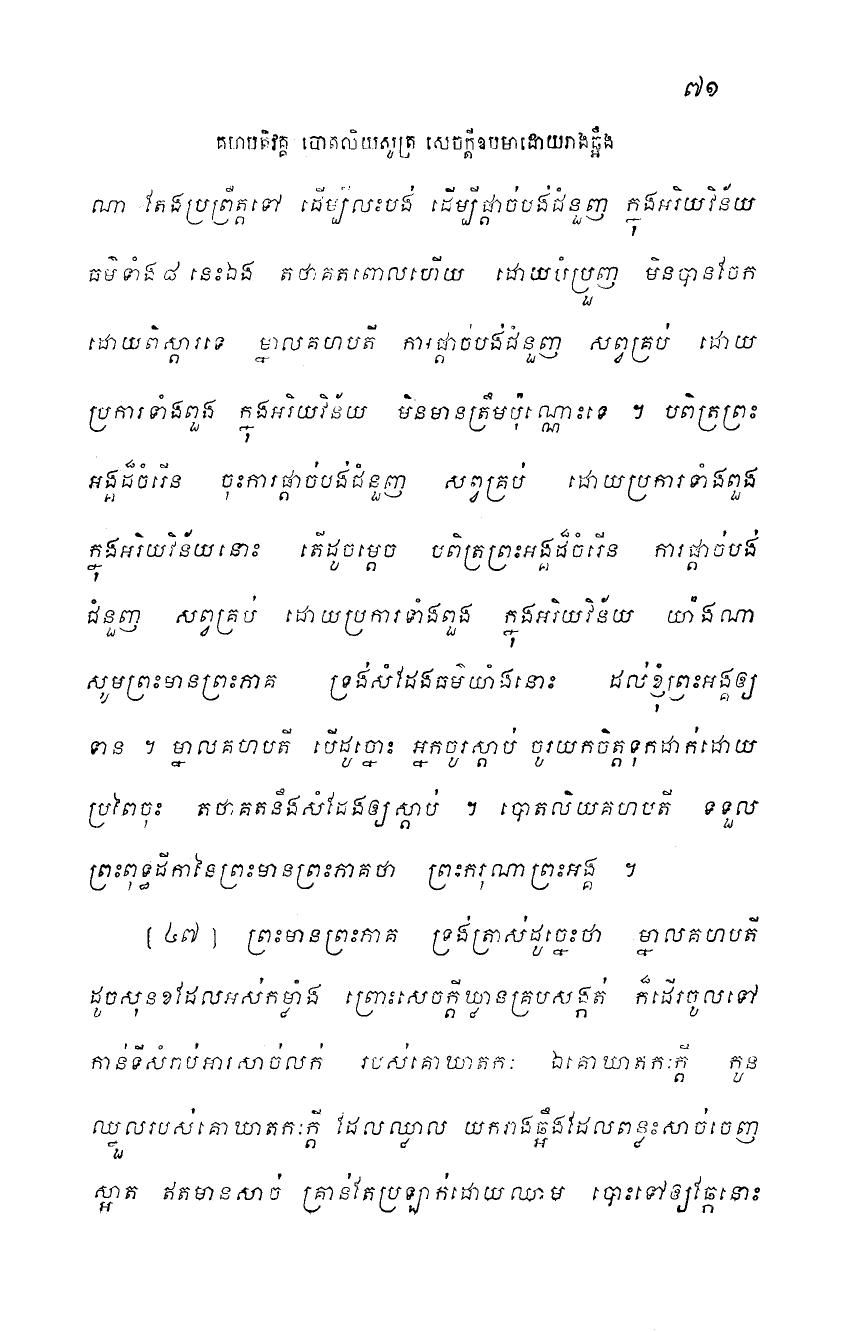 ៧១
គហបតិវគ្គ បោតលិយសូត្រ សេចក្តីឧបមាដោយរាងឆ្អឹង
ណា តែងប្រព្រឹត្តទៅ ដើម្បីលះបង់ ដើម្បីផ្តាច់បង់ជំនួញ ក្នុងអរិយវិន័យ
ធម៌ទាំង៨ នេះឯង តថាគតពោលហើយ ដោយបំប្រួញ មិនបានចែក
ដោយពិស្តារទេ ម្នាលគហបតី ការផ្តាច់បង់ជំនួញ សព្វគ្រប់ ដោយ
ប្រការទាំងពួង ក្នុងអរិយវិន័យ មិនមានត្រឹមប៉ុណ្ណោះទេ ។ បពិត្រព្រះ
អង្គដ៏ចំរើន ចុះការផ្តាច់បង់ជំនួញ សព្វគ្រប់ ដោយប្រការទាំងពួង
ក្នុងអរិយវិន័យនោះ តើដូចម្តេច បពិត្រព្រះអង្គដ៏ចំរើន ការផ្តាច់បង់
ជំនួញ សព្វគ្រប់ ដោយប្រការទាំងពួង ក្នុងអរិយវិន័យ យ៉ាងណា
សូមព្រះមានព្រះភាគ ទ្រង់សំដែងធម៌យ៉ាងនោះ ដល់ខ្ញុំព្រះអង្គឲ្យ
ទាន ។ ម្នាលគហបតី បើដូច្នោះ អ្នកចូរស្តាប់ ចូរយកចិត្តទុកដាក់ដោយ
ប្រពៃចុះ តថាគតនឹងសំដែងឲ្យស្តាប់ ។ បោតលិយគហបតី ទទួល
ព្រះពុទ្ធដីកានៃព្រះមានព្រះភាគថា ព្រះករុណាព្រះអង្គ ។
[៤៧] ព្រះមានព្រះភាគ ទ្រង់ត្រាស់ដូច្នេះថា ម្នាលគហបតី
ដូចសុនខដែលអស់កម្លាំង ព្រោះសេចក្តីឃ្លានគ្របសង្កត់ ក៏ដើរចូលទៅ
កាន់ទីសំរាប់អារសាច់លក់ របស់គោឃាតកៈ ឯគោឃាតកៈក្តី កូន
ឈ្នួលរបស់គោឃាតកៈក្តី ដែលឈ្លាស យករាងឆ្អឹងដែលពន្លះសាច់ចេញ
ស្អាត ឥតមានសាច់ គ្រាន់តែប្រឡាក់ដោយឈាម បោះទៅឲ្យឆ្កែនោះ